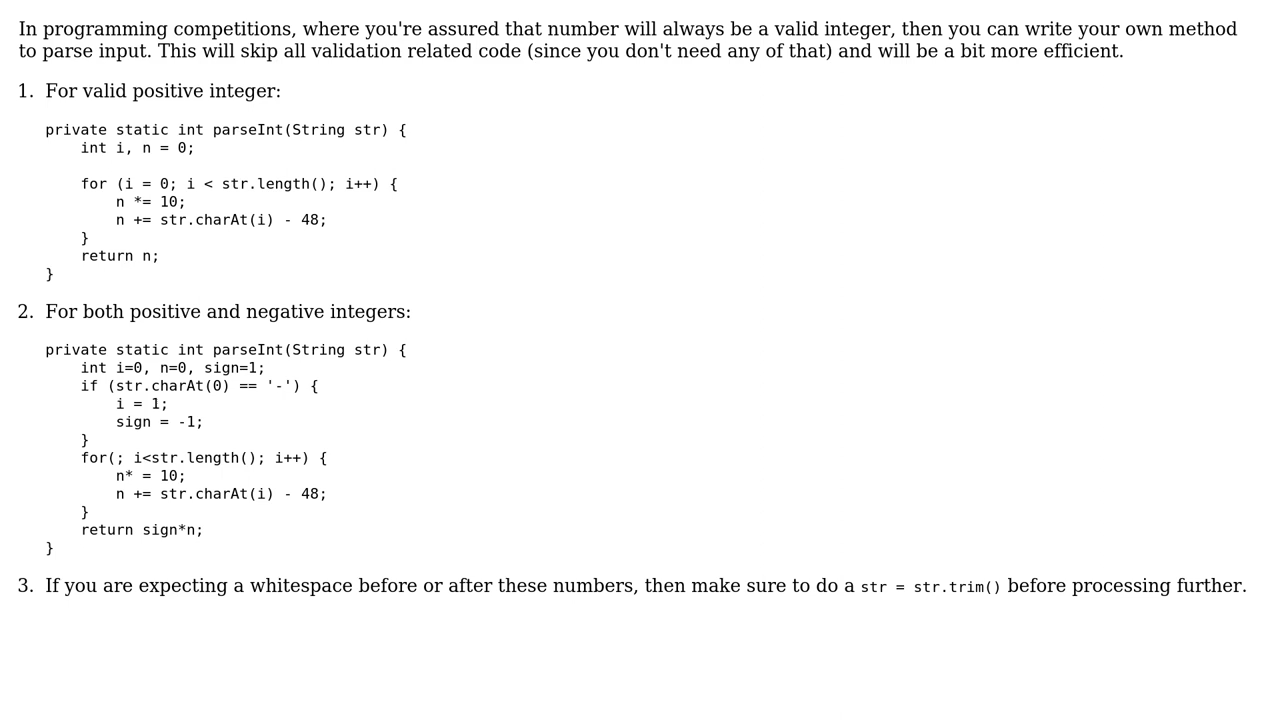 In programming competitions, where you're assured that number will always be a valid integer, then you can write your own method
to parse input. This will skip all validation related code (since you don't need any of that) and will be a bit more efficient.
1. For valid positive integer:
private static int parseInt(String str) {
    int i, n = 0;

    for (i = 0; i < str.length(); i++) {
        n *= 10;
        n += str.charAt(i) - 48;
    }
    return n;
}
2. For both positive and negative integers:
private static int parseInt(String str) {
    int i=0, n=0, sign=1;
    if (str.charAt(0) == '-') {
        i = 1;
        sign = -1;
    }
    for(; i<str.length(); i++) {
        n* = 10;
        n += str.charAt(i) - 48;
    }
    return sign*n;
}
3. If you are expecting a whitespace before or after these numbers, then make sure to do a str = str.trim() before processing further.